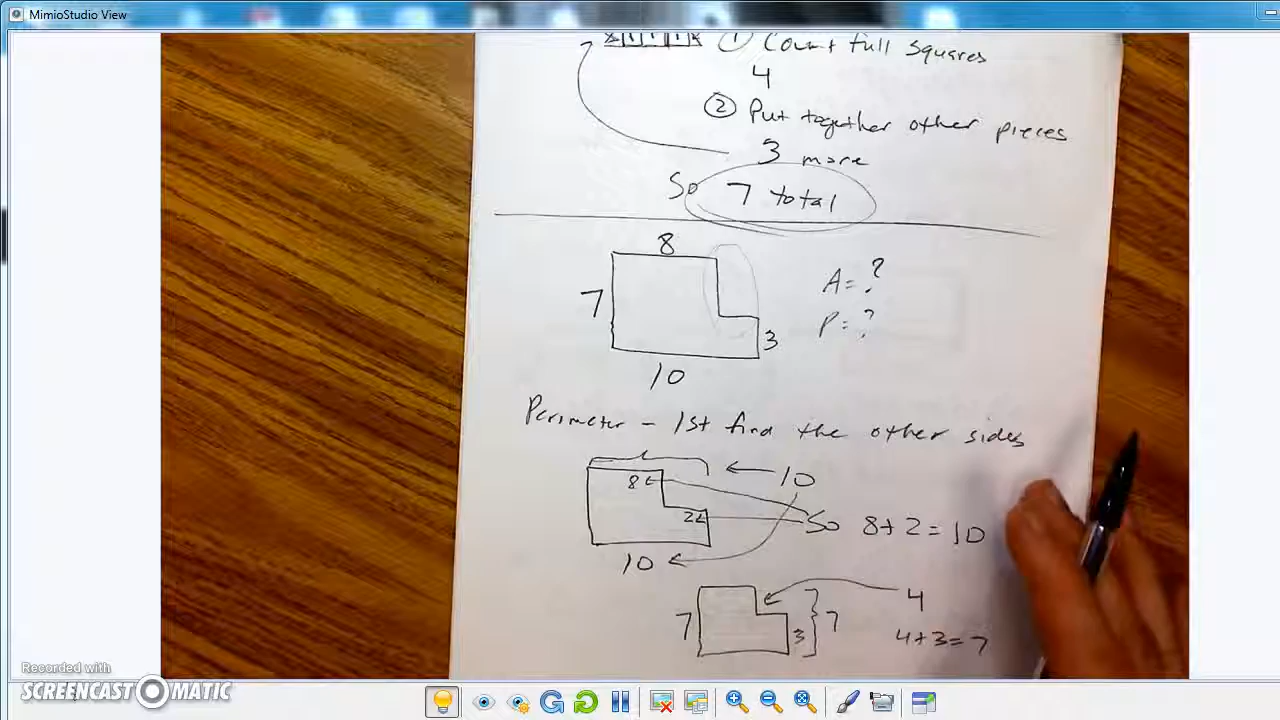 MimioStudio View
① Count full squares
4
② Put together other pieces
3 more
So 7 total
8
7
3
10
A = ?
P = ?
Perimeter - 1st find the other sides
10
8
2
So 8 + 2 = 10
10
4
7
3
7
4 + 3 = 7
Recorded with
SCREENCAST O MATIC